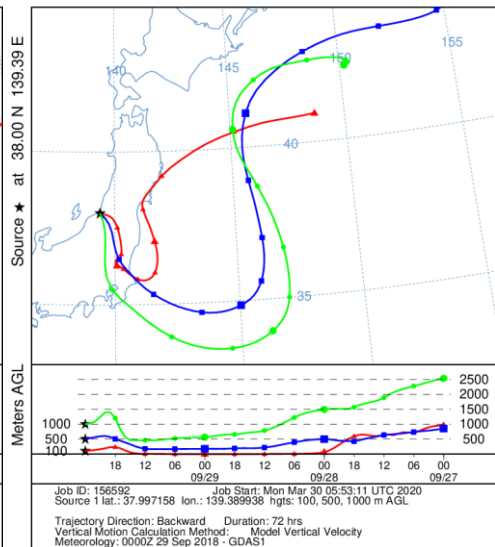 Source ★ at 38.00 N 139.39 E
140
145
150
155
40
35
Meters AGL
2500
2000
1500
1000
500
1000
500
100
18 12 06 00 18 12 06 00 18 12 06 00
09/29 09/28 09/27
Job ID: 156592 Job Start: Mon Mar 30 05:53:11 UTC 2020
Source 1 lat.: 37.997158 lon.: 139.389938 hgts: 100, 500, 1000 m AGL
Trajectory Direction: Backward Duration: 72 hrs
Vertical Motion Calculation Method: Model Vertical Velocity
Meteorology: 0000Z 29 Sep 2018 - GDAS1